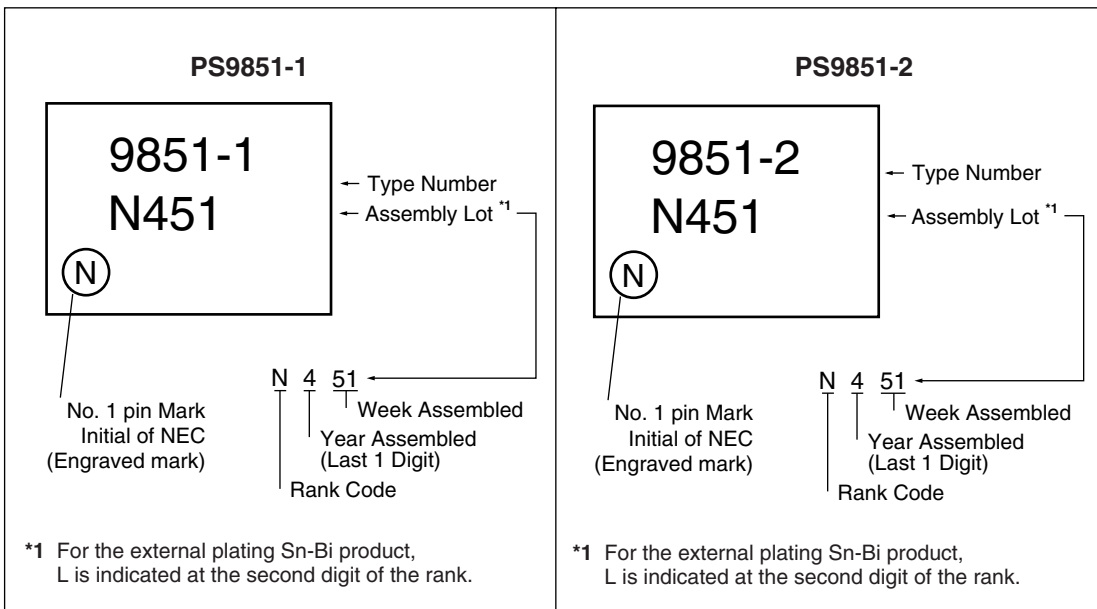 PS9851-1
9851-1
N451
N
← Type Number
← Assembly Lot *1
N 4 51
Week Assembled
Year Assembled
(Last 1 Digit)
Rank Code
No. 1 pin Mark
Initial of NEC
(Engraved mark)
*1 For the external plating Sn-Bi product,
L is indicated at the second digit of the rank.
PS9851-2
9851-2
N451
N
← Type Number
← Assembly Lot *1
N 4 51
Week Assembled
Year Assembled
(Last 1 Digit)
Rank Code
No. 1 pin Mark
Initial of NEC
(Engraved mark)
*1 For the external plating Sn-Bi product,
L is indicated at the second digit of the rank.